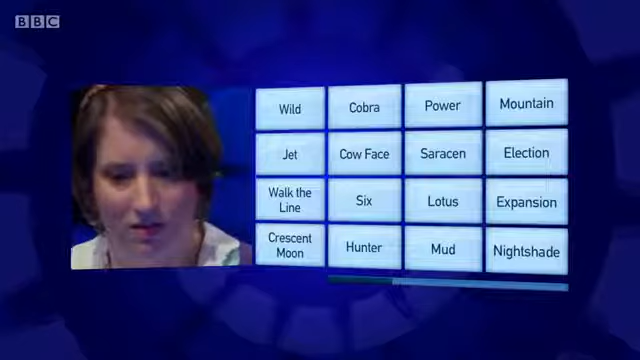 BBC
Wild
Cobra
Power
Mountain
Jet
Cow Face
Saracen
Election
Walk the
Line
Six
Lotus
Expansion
Crescent
Moon
Hunter
Mud
Nightshade